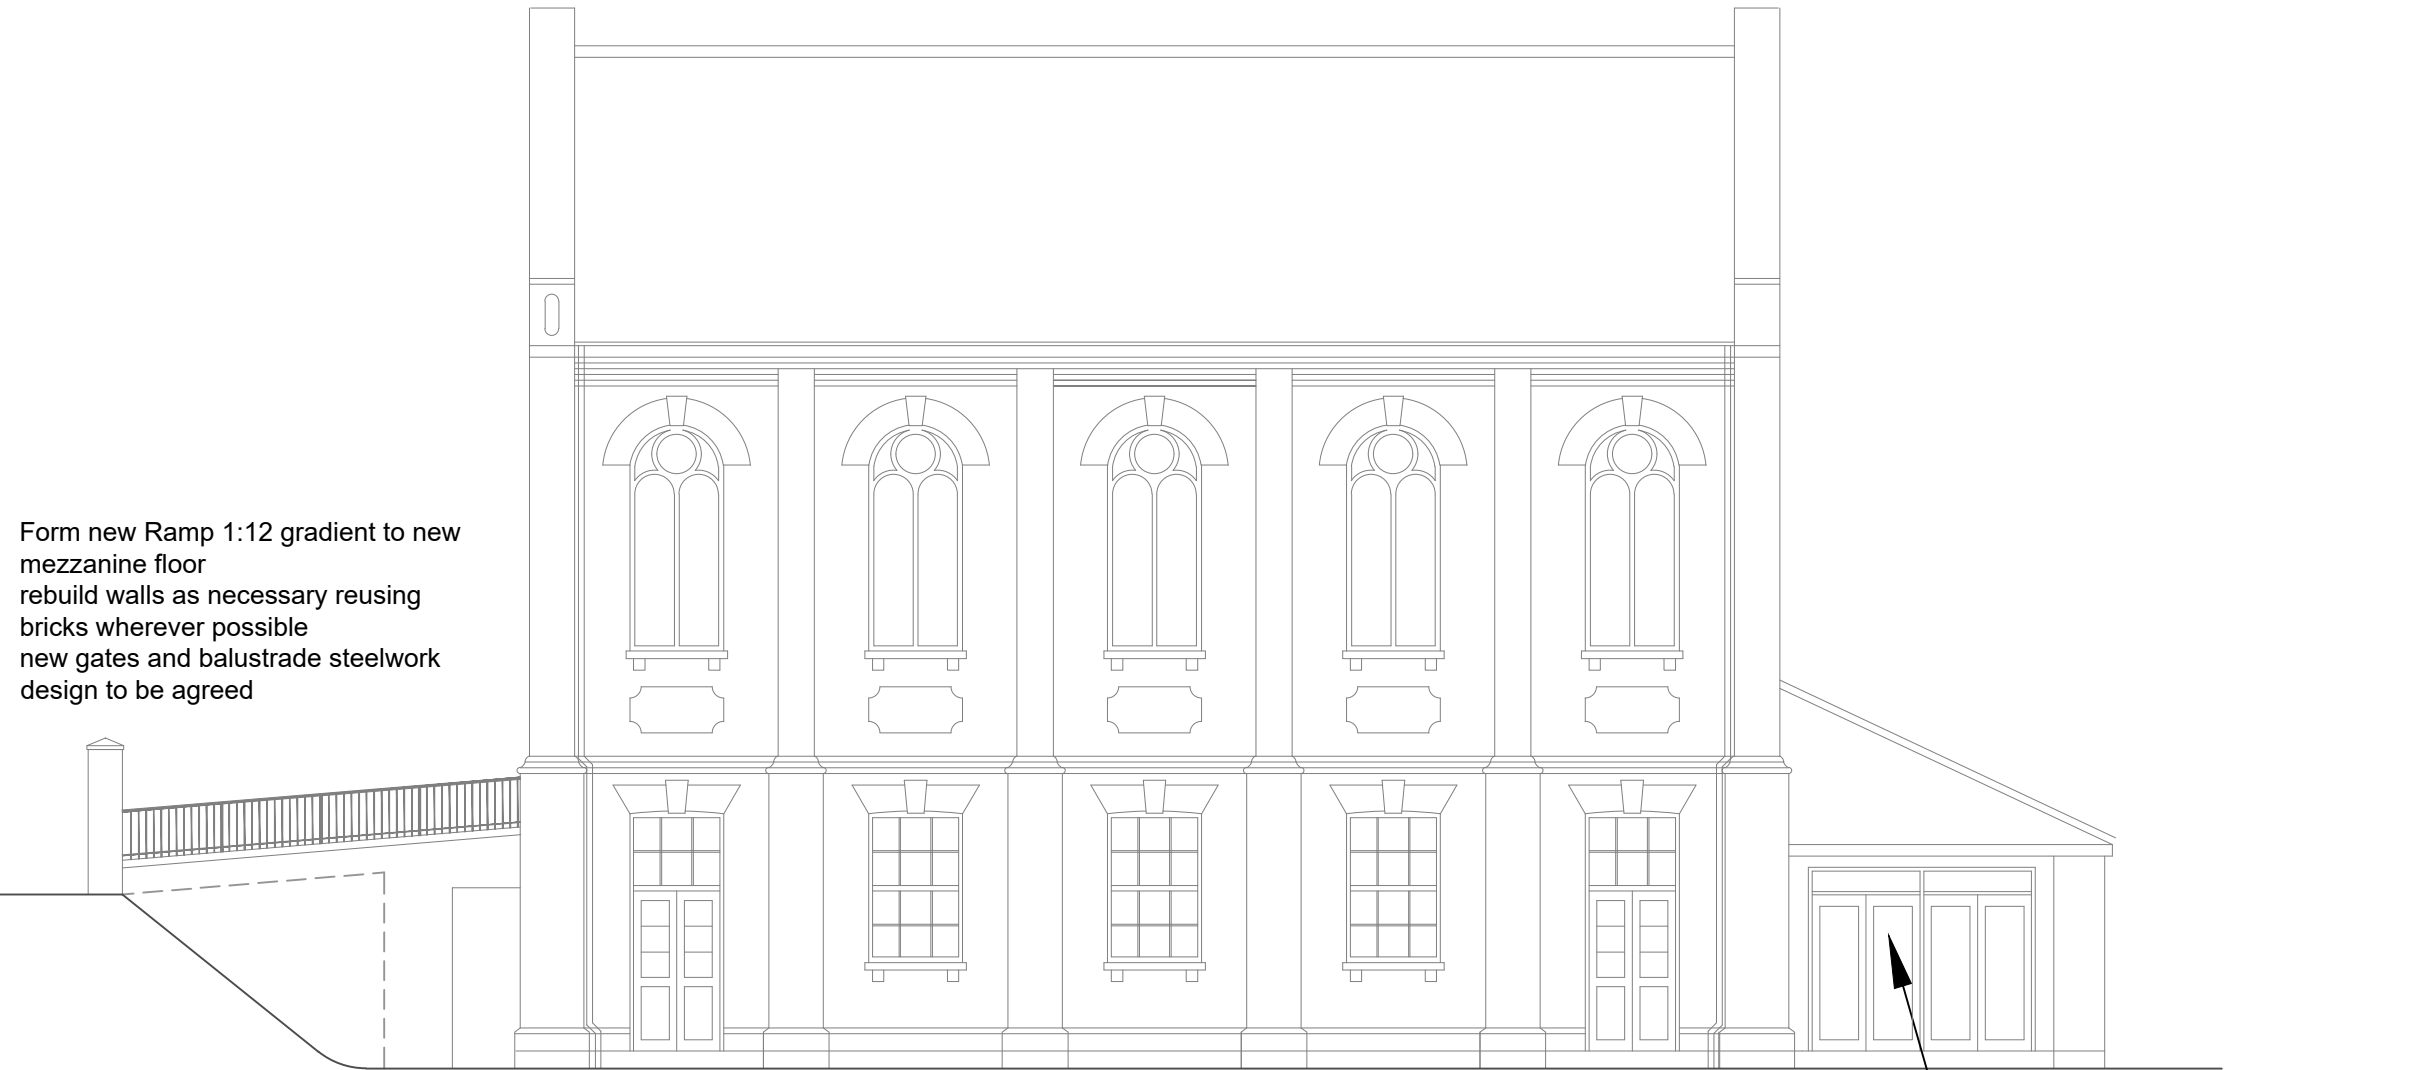 Form new Ramp 1:12 gradient to new
mezzanine floor
rebuild walls as necessary reusing
bricks wherever possible
new gates and balustrade steelwork
design to be agreed